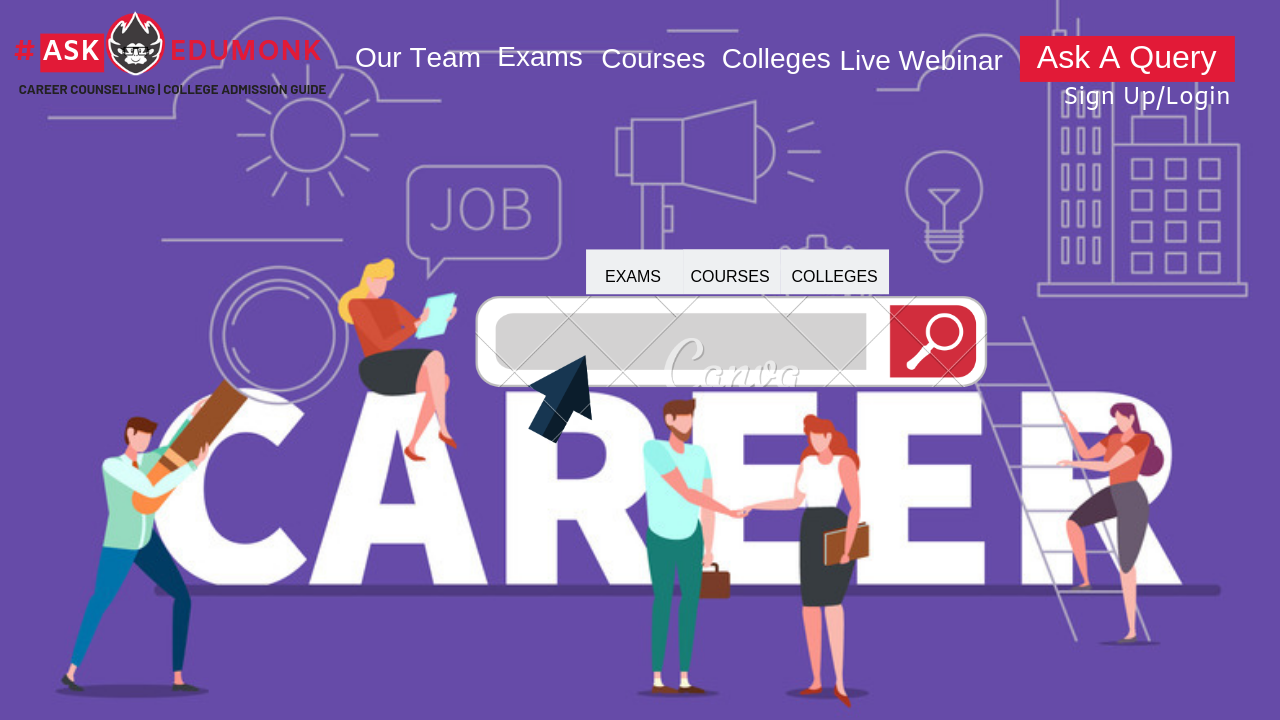 # ASK EDUMONK
CAREER COUNSELLING | COLLEGE ADMISSION GUIDE
Our Team Exams Courses Colleges Live Webinar Ask A Query
Sign Up/Login
JOB
EXAMS COURSES COLLEGES
Canva
CAREER